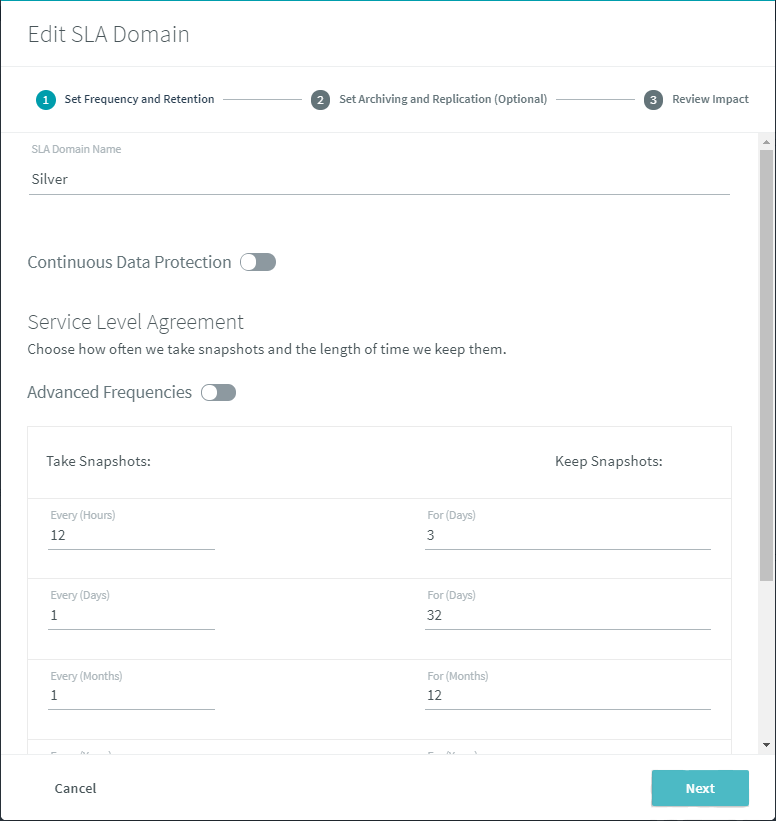 Edit SLA Domain
1 Set Frequency and Retention 2 Set Archiving and Replication (Optional) 3 Review Impact
SLA Domain Name
Silver
Continuous Data Protection
Service Level Agreement
Choose how often we take snapshots and the length of time we keep them.
Advanced Frequencies
Take Snapshots: Keep Snapshots:
Every (Hours) For (Days)
12 3
Every (Days) For (Days)
1 32
Every (Months) For (Months)
1 12
Cancel Next